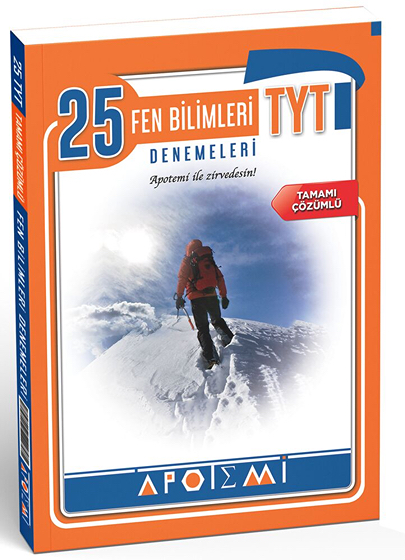 25 FEN BİLİMLERİ TYT
DENEMELERİ
Apotemi ile zirvedesin!
TAMAMI
ÇÖZÜMLÜ
APOTEMİ
25 TYT TAMAMI ÇÖZÜMLÜ FEN BİLİMLERİ DENEMELERİ APOTEMİ